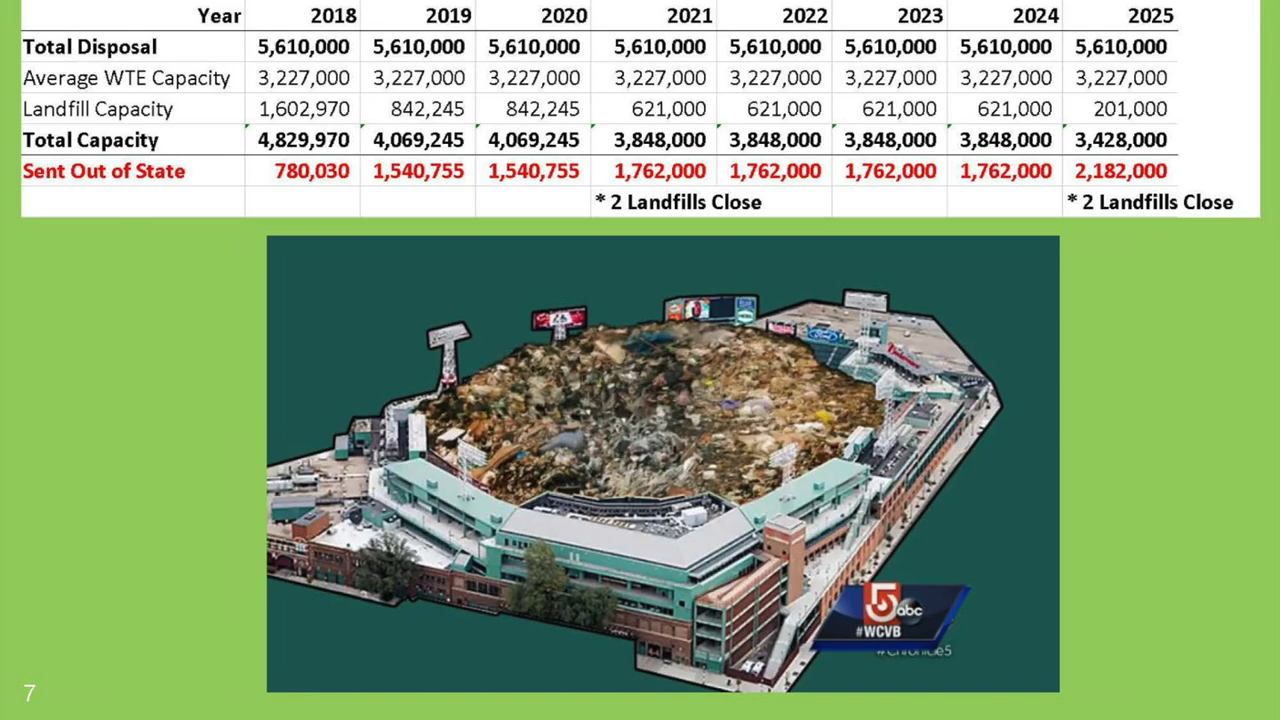 Year 2018 2019 2020 2021 2022 2023 2024 2025
Total Disposal 5,610,000 5,610,000 5,610,000 5,610,000 5,610,000 5,610,000 5,610,000 5,610,000
Average WTE Capacity 3,227,000 3,227,000 3,227,000 3,227,000 3,227,000 3,227,000 3,227,000 3,227,000
Landfill Capacity 1,602,970 842,245 842,245 621,000 621,000 621,000 621,000 201,000
Total Capacity 4,829,970 4,069,245 4,069,245 3,848,000 3,848,000 3,848,000 3,848,000 3,428,000
Sent Out of State 780,030 1,540,755 1,540,755 1,762,000 1,762,000 1,762,000 1,762,000 2,182,000
* 2 Landfills Close * 2 Landfills Close
Ford
Budweiser
5 abc
#WCVB
#Chronicle5
7